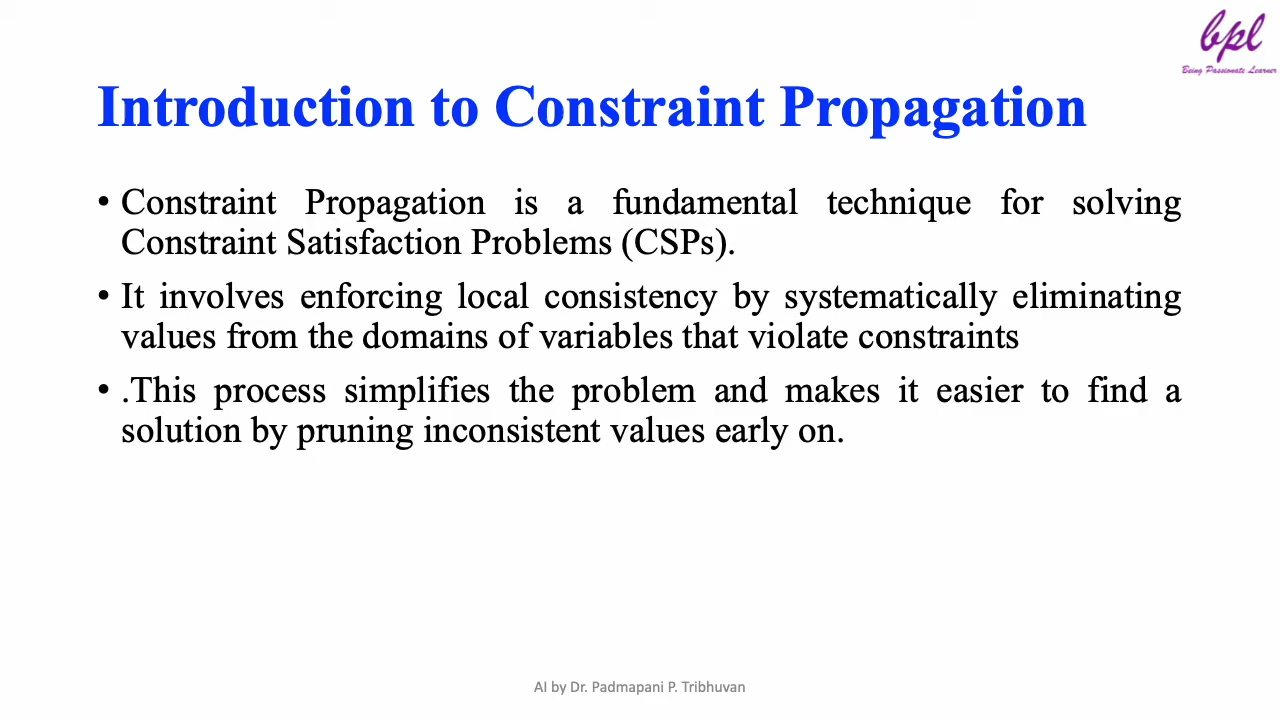 bpl
Being Passionate Learner
Introduction to Constraint Propagation
• Constraint Propagation is a fundamental technique for solving
Constraint Satisfaction Problems (CSPs).
• It involves enforcing local consistency by systematically eliminating
values from the domains of variables that violate constraints
• .This process simplifies the problem and makes it easier to find a
solution by pruning inconsistent values early on.
AI by Dr. Padmapani P. Tribhuvan